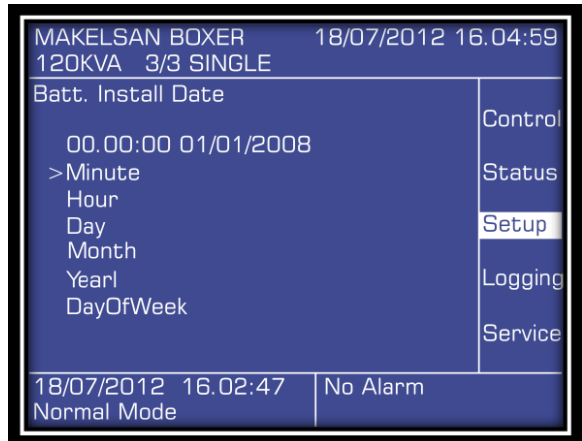 MAKELSAN BOXER 18/07/2012 16.04:59
120KVA 3/3 SINGLE
Batt. Install Date
00.00:00 01/01/2008
>Minute
Hour
Day
Month
Yearl
DayOfWeek
Control
Status
Setup
Logging
Service
18/07/2012 16.02:47
Normal Mode
No Alarm